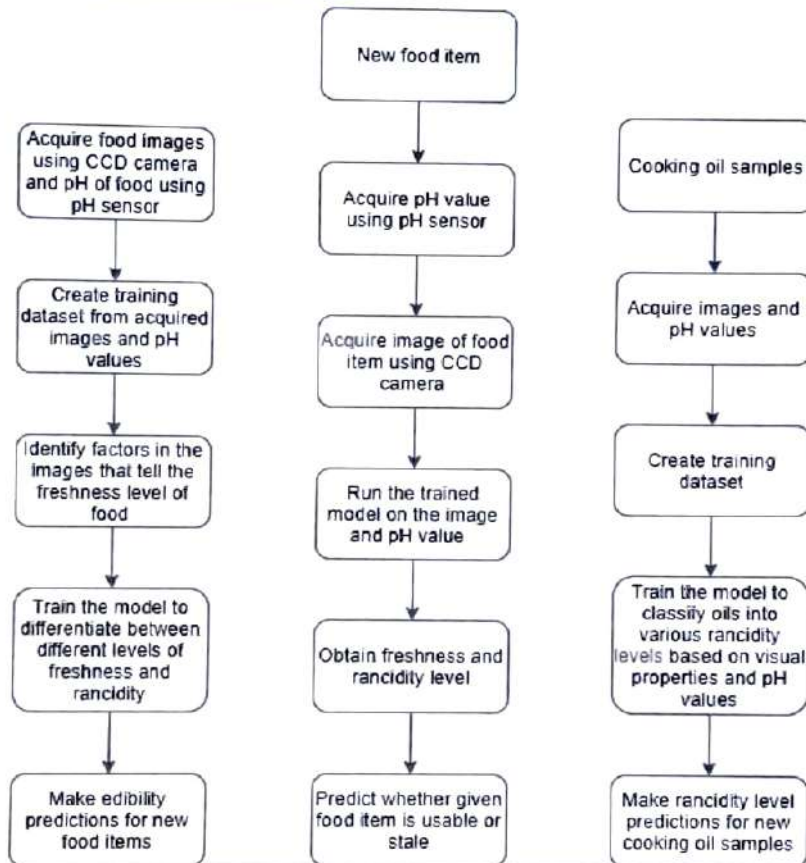 Acquire food images
using CCD camera
and pH of food using
pH sensor
Create training
dataset from acquired
images and pH
values
Identify factors in the
images that tell the
freshness level of
food
Train the model to
differentiate between
different levels of
freshness and
rancidity
Make edibility
predictions for new
food items
New food item
Acquire pH value
using pH sensor
Acquire image of food
item using CCD
camera
Run the trained
model on the image
and pH value
Obtain freshness and
rancidity level
Predict whether given
food item is usable or
stale
Cooking oil samples
Acquire images and
pH values
Create training
dataset
Train the model to
classify oils into
various rancidity
levels based on visual
properties and pH
values
Make rancidity level
predictions for new
cooking oil samples